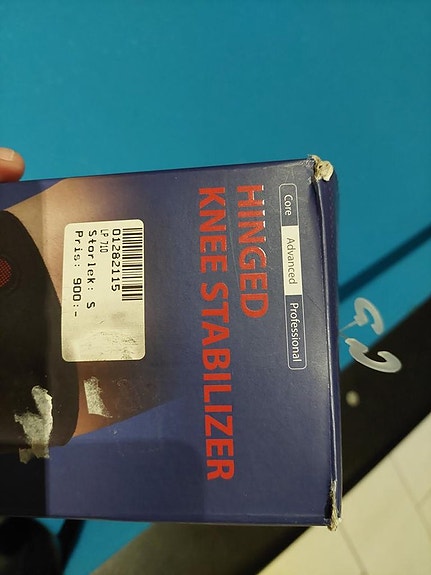 Core Advanced Professional
HINGED
KNEE STABILIZER
01282115
LP 710
Storlek: S
Pris: 900:-